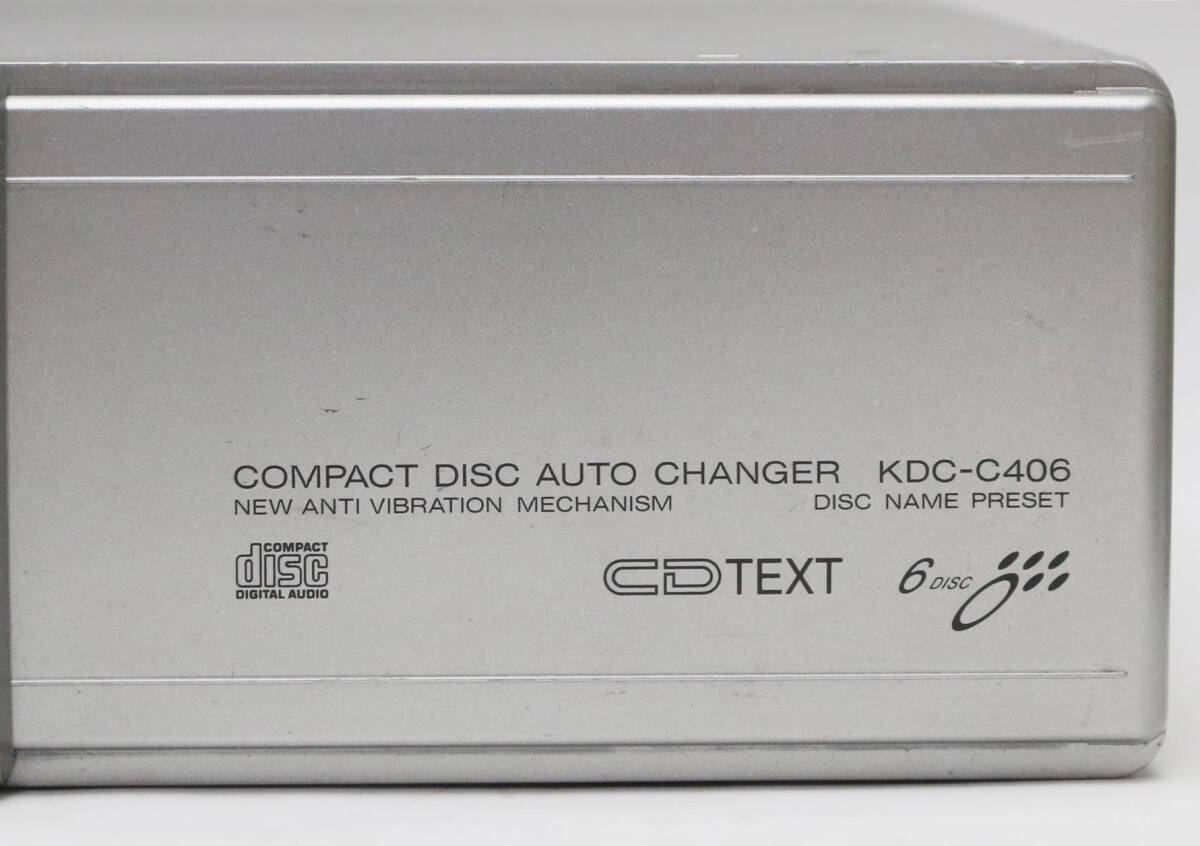 COMPACT DISC AUTO CHANGER KDC-C406
NEW ANTI VIBRATION MECHANISM DISC NAME PRESET
COMPACT
disc
DIGITAL AUDIO
CD TEXT
6 DISC